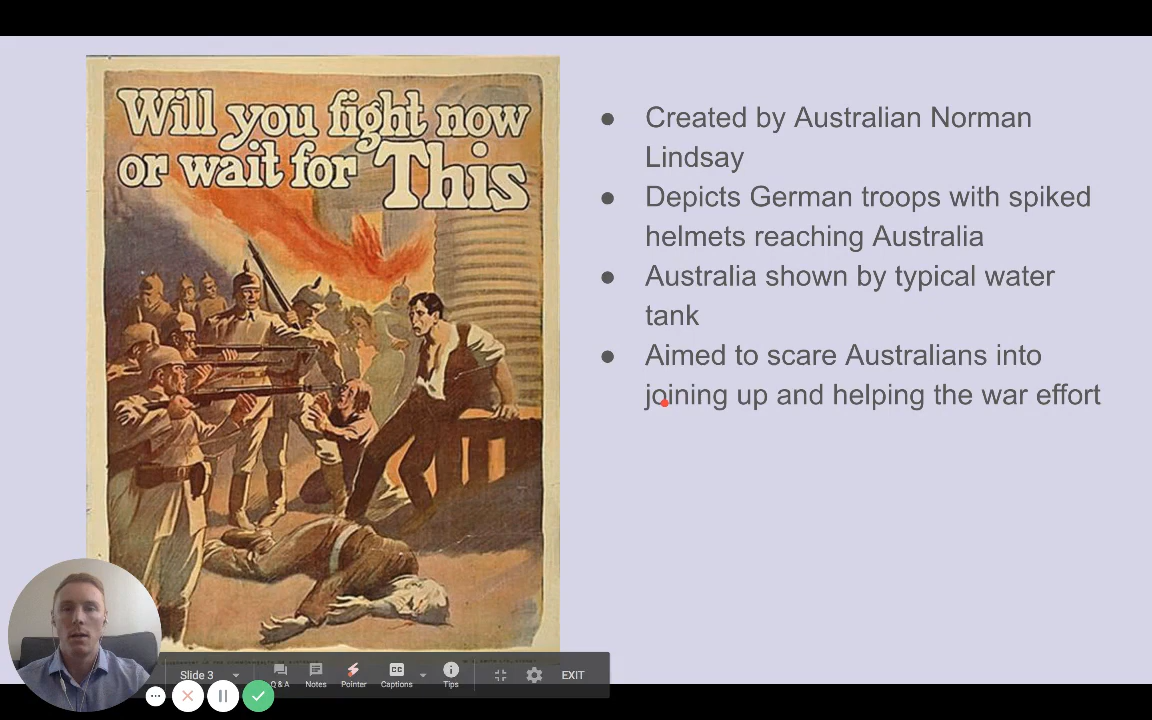 Will you fight now
or wait for This
Created by Australian Norman
Lindsay
Depicts German troops with spiked
helmets reaching Australia
Australia shown by typical water
tank
Aimed to scare Australians into
joining up and helping the war effort
Slide 3
Q & A
Notes
Pointer
CC
Captions
Tips
EXIT